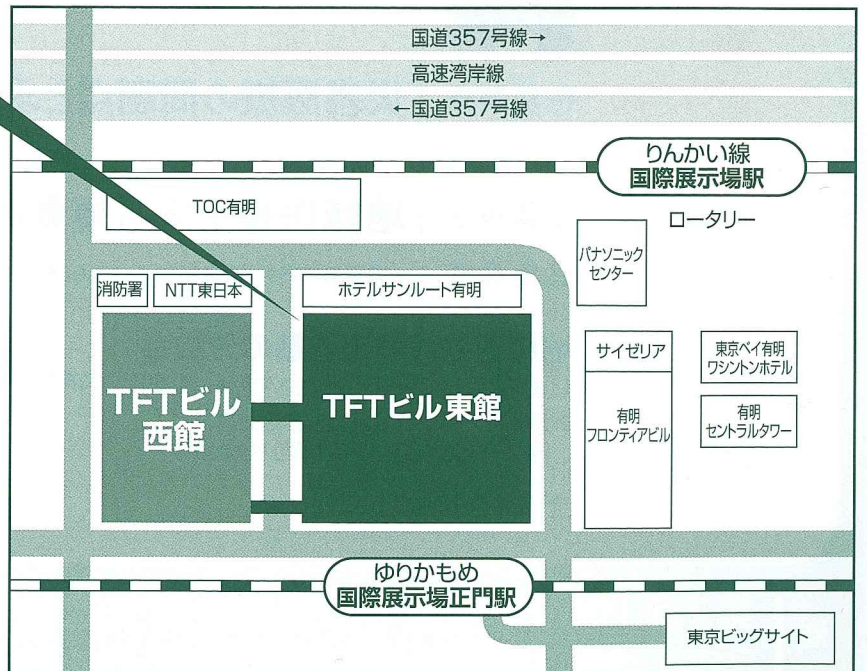 国道357号線→
高速湾岸線
←国道357号線
りんかい線
国際展示場駅
TOC有明
ロータリー
パナソニック
センター
消防署
NTT東日本
ホテルサンルート有明
サイゼリア
東京ベイ有明
ワシントンホテル
TFTビル
西館
TFTビル東館
有明
フロンティアビル
有明
セントラルタワー
ゆりかもめ
国際展示場正門駅
東京ビッグサイト